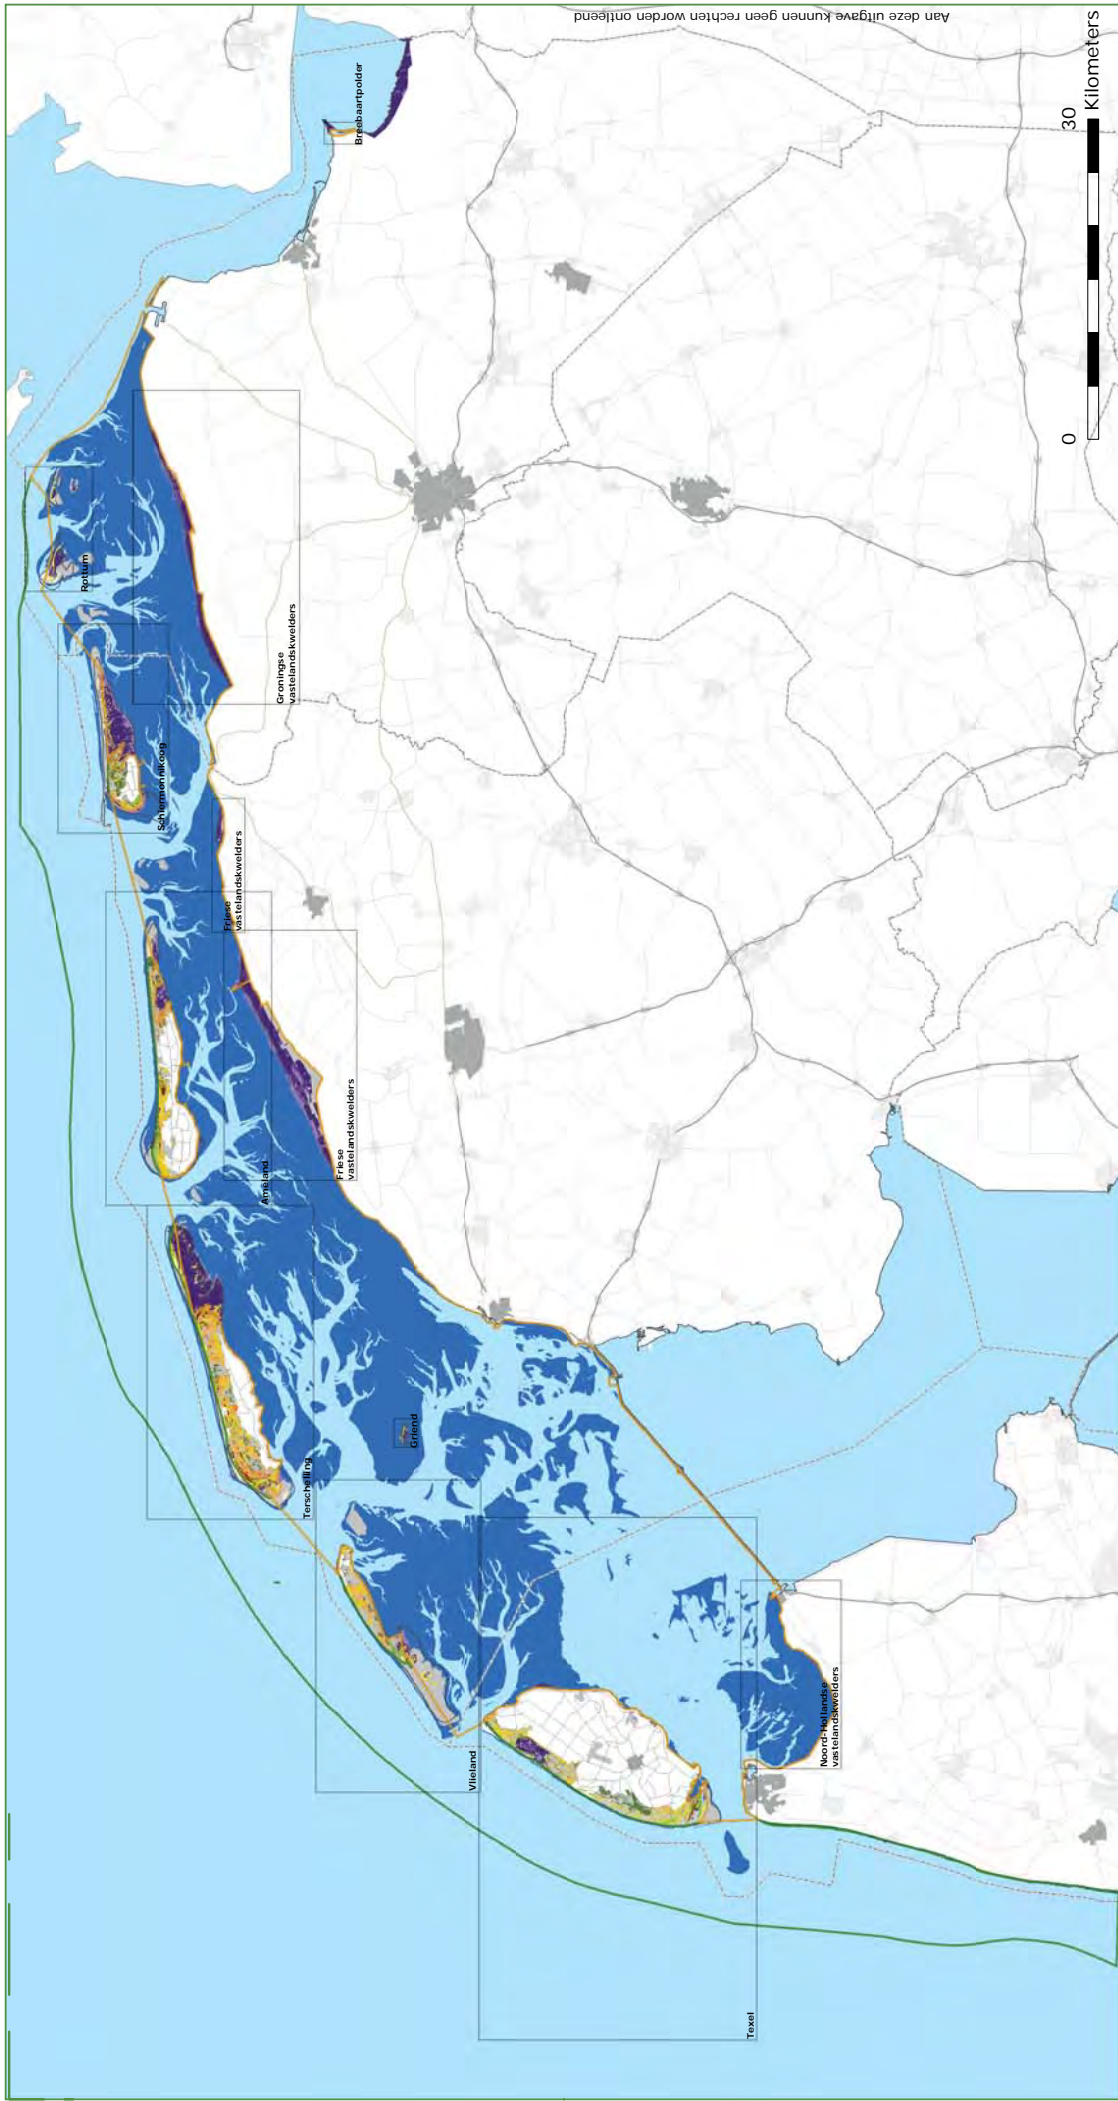 Aan deze uitgave kunnen geen rechten worden ontleend
Breebaartpolder
Rottum
Groningse
vastelandskwelders
Schiermonnikoog
Friese
vastelandskwelders
Friese
vastelandskwelders
Ameland
Terschelling
Griend
Vlieland
Noord-Hollandse
vastelandskwelders
Texel
0
30
Kilometers